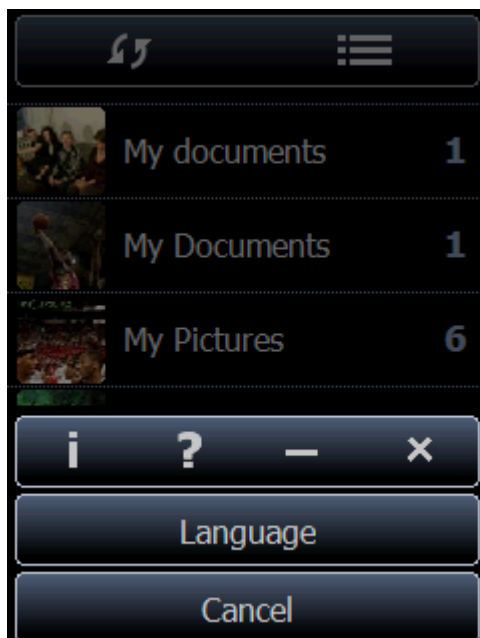 My documents 1
My Documents 1
My Pictures 6
i ? – ×
Language
Cancel